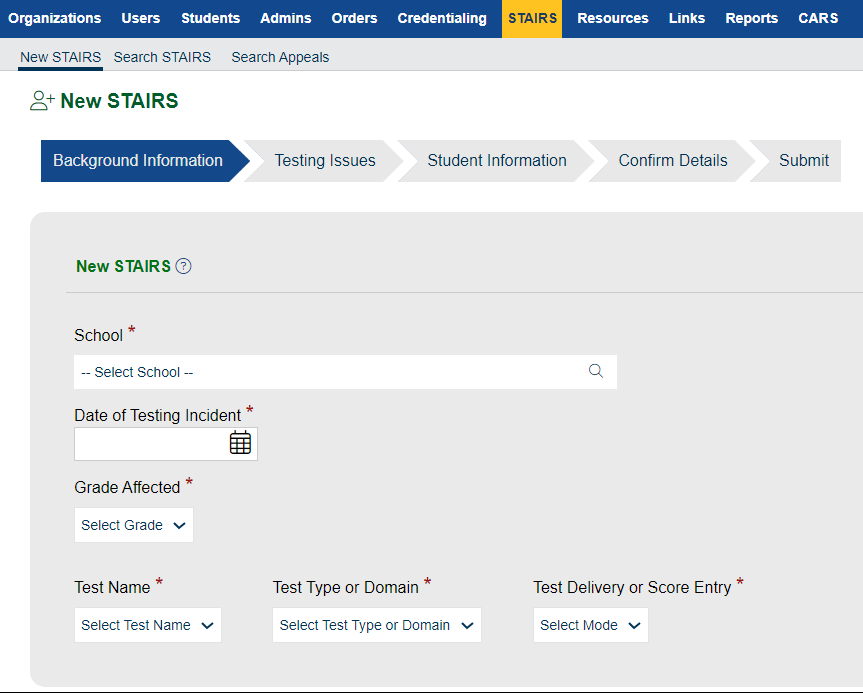 Organizations Users Students Admins Orders Credentialing STAIRS Resources Links Reports CARS
New STAIRS Search STAIRS Search Appeals
New STAIRS
Background Information Testing Issues Student Information Confirm Details Submit
New STAIRS ?
School *
-- Select School --
Date of Testing Incident *
Grade Affected *
Select Grade
Test Name * Test Type or Domain * Test Delivery or Score Entry *
Select Test Name Select Test Type or Domain Select Mode